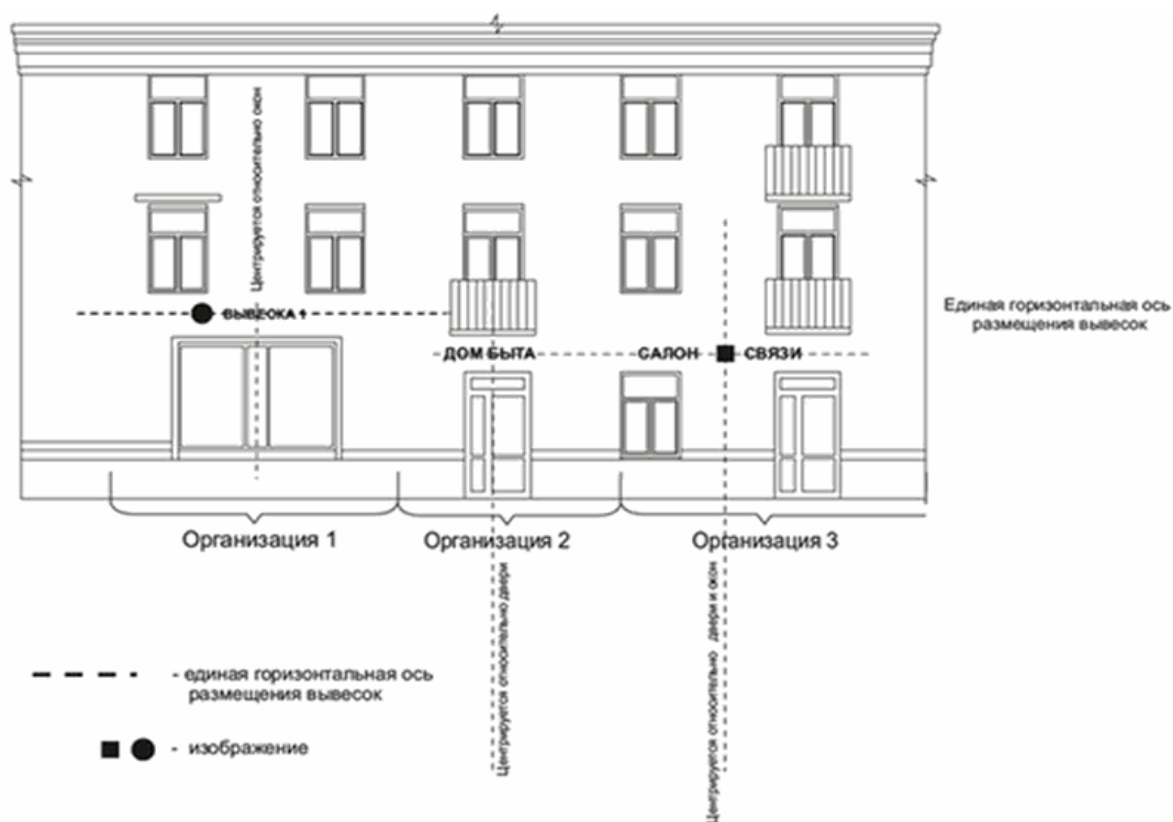 Центрируется относительно окон
ВЫВЕСКА 1
Единая горизонтальная ось
размещения вывесок
ДОМ БЫТА
САЛОН СВЯЗИ
Организация 1
Организация 2
Организация 3
Центрируется относительно двери
Центрируется относительно двери и окон
- единая горизонтальная ось
размещения вывесок
- изображение